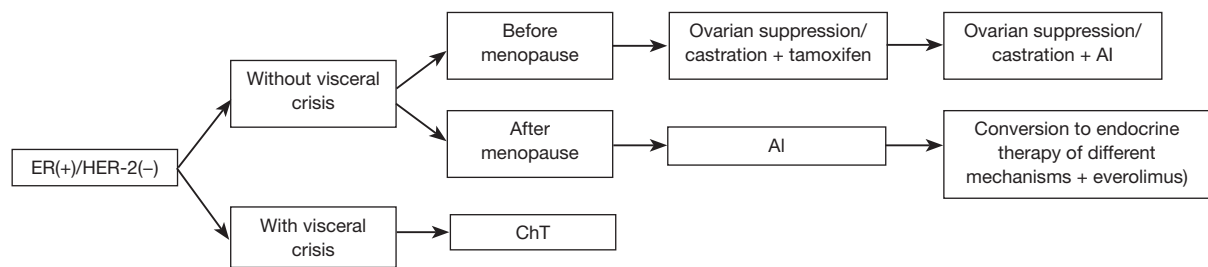 ER(+)/HER-2(–)
Without visceral
crisis
With visceral
crisis
Before
menopause
After
menopause
ChT
Ovarian suppression/
castration + tamoxifen
AI
Ovarian suppression/
castration + AI
Conversion to endocrine
therapy of different
mechanisms + everolimus)